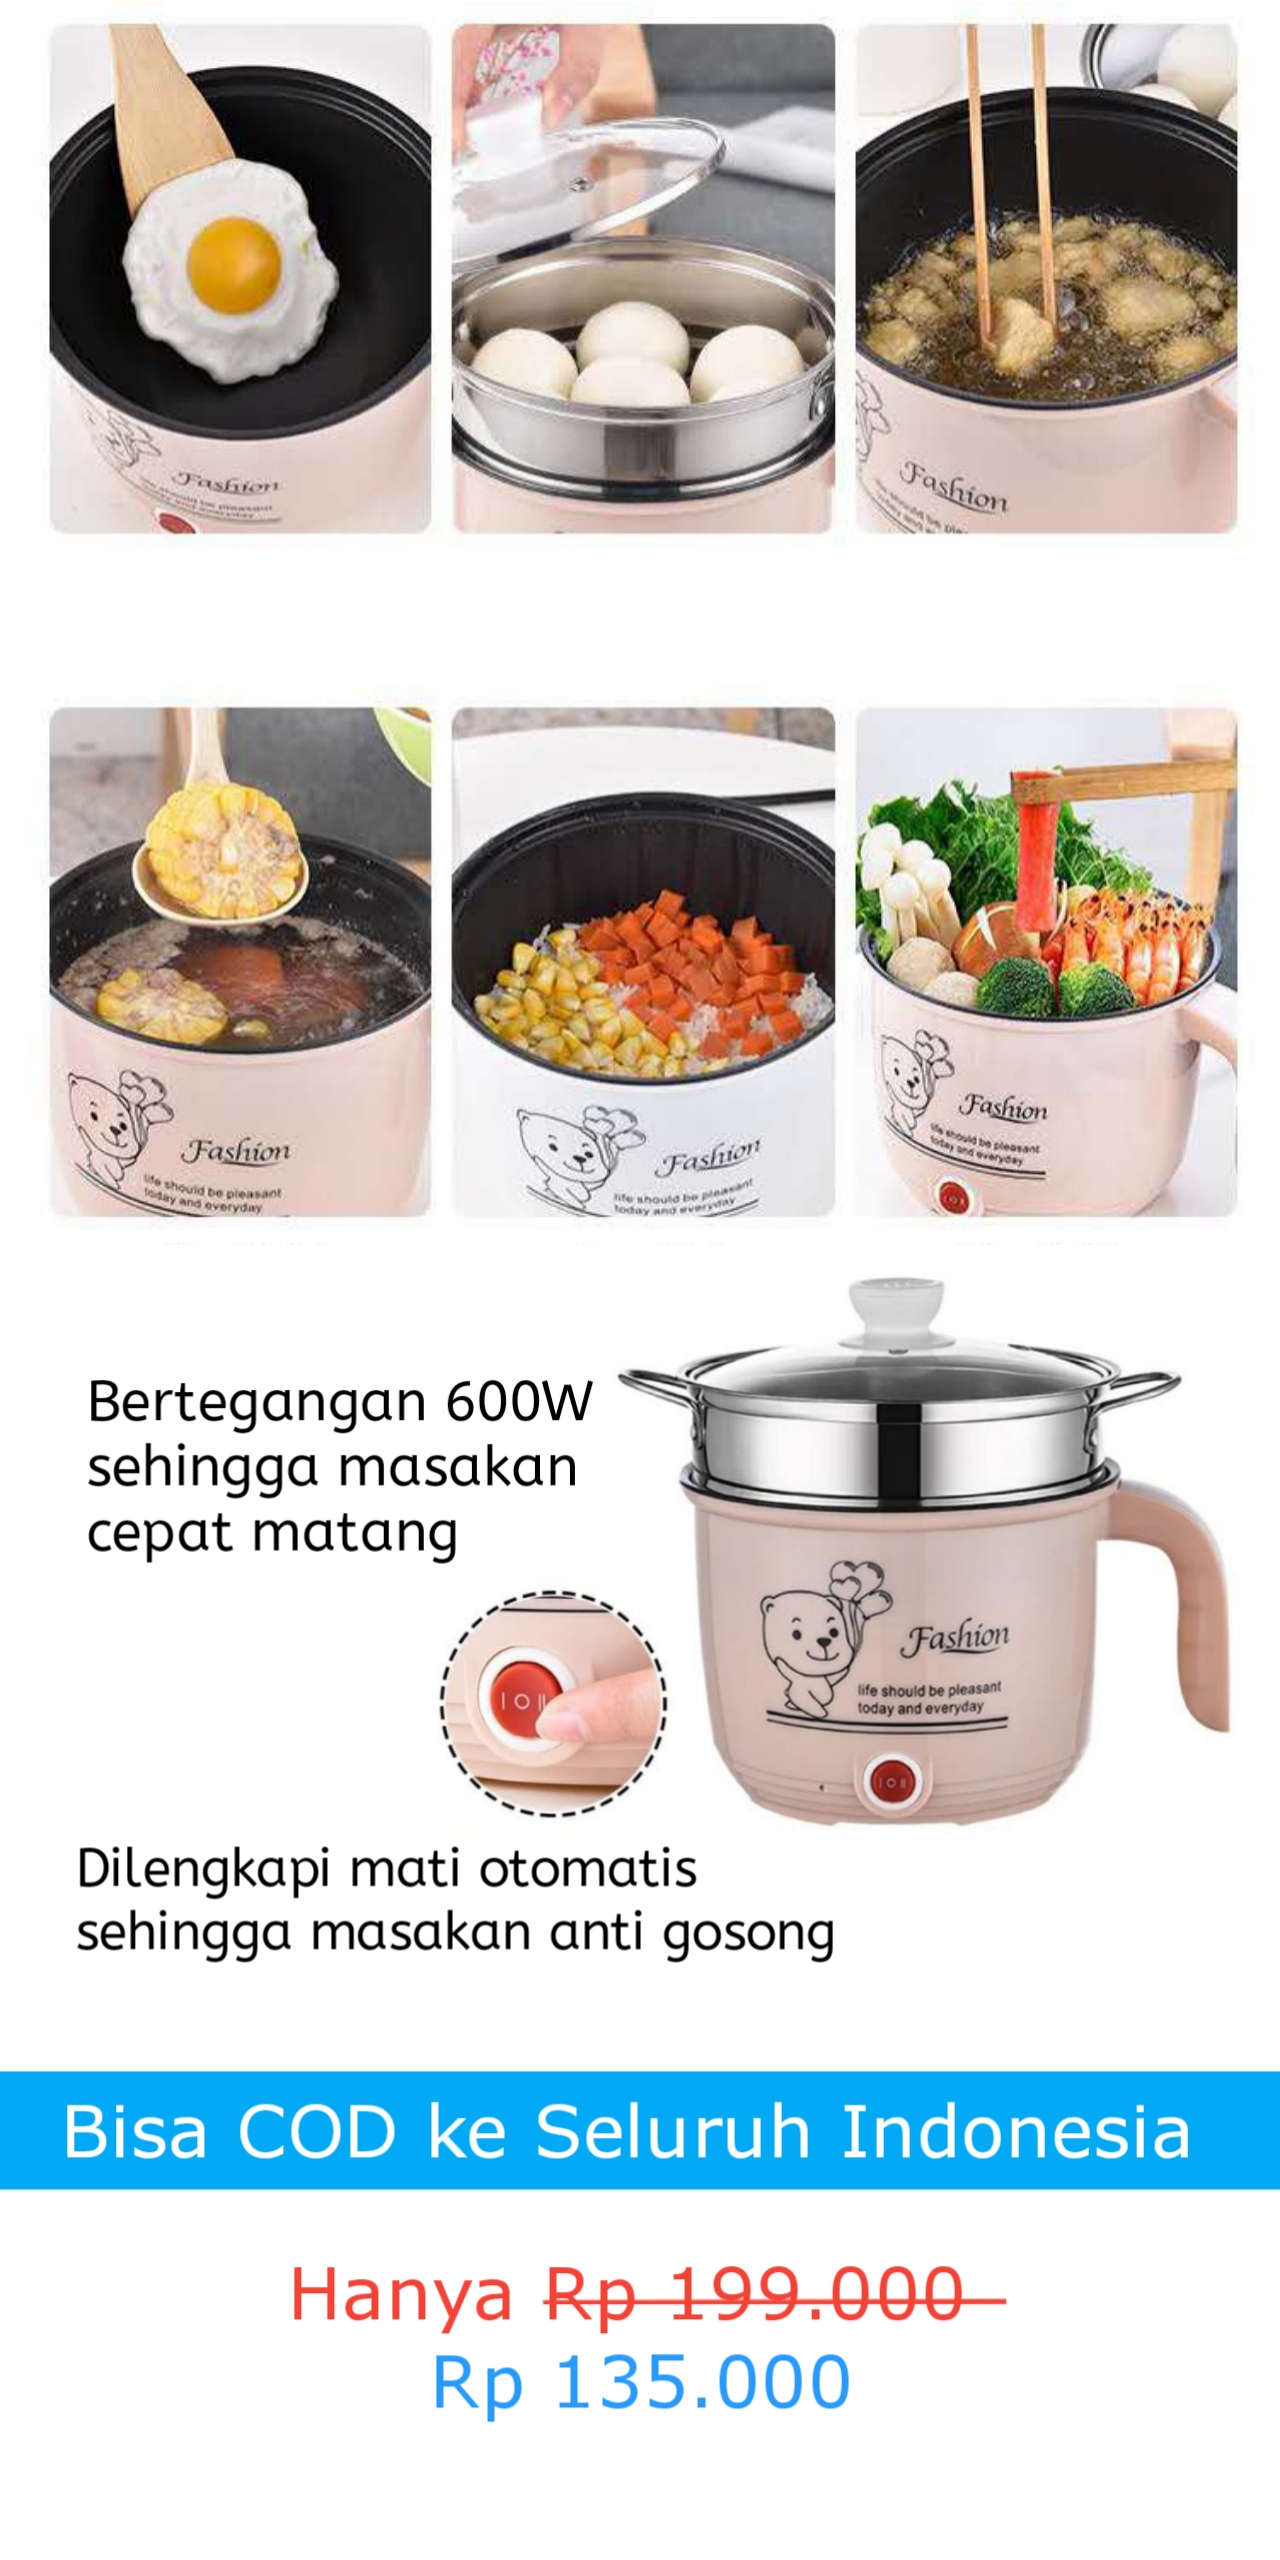 Fashion
Fashion
Fashion
life should be pleasant
today and everyday
Fashion
life should be pleasant
today and everyday
Fashion
life should be pleasant
today and everyday
Bertegangan 600W
sehingga masakan
cepat matang
Fashion
life should be pleasant
today and everyday
Dilengkapi mati otomatis
sehingga masakan anti gosong
Bisa COD ke Seluruh Indonesia
Hanya Rp 199.000
Rp 135.000